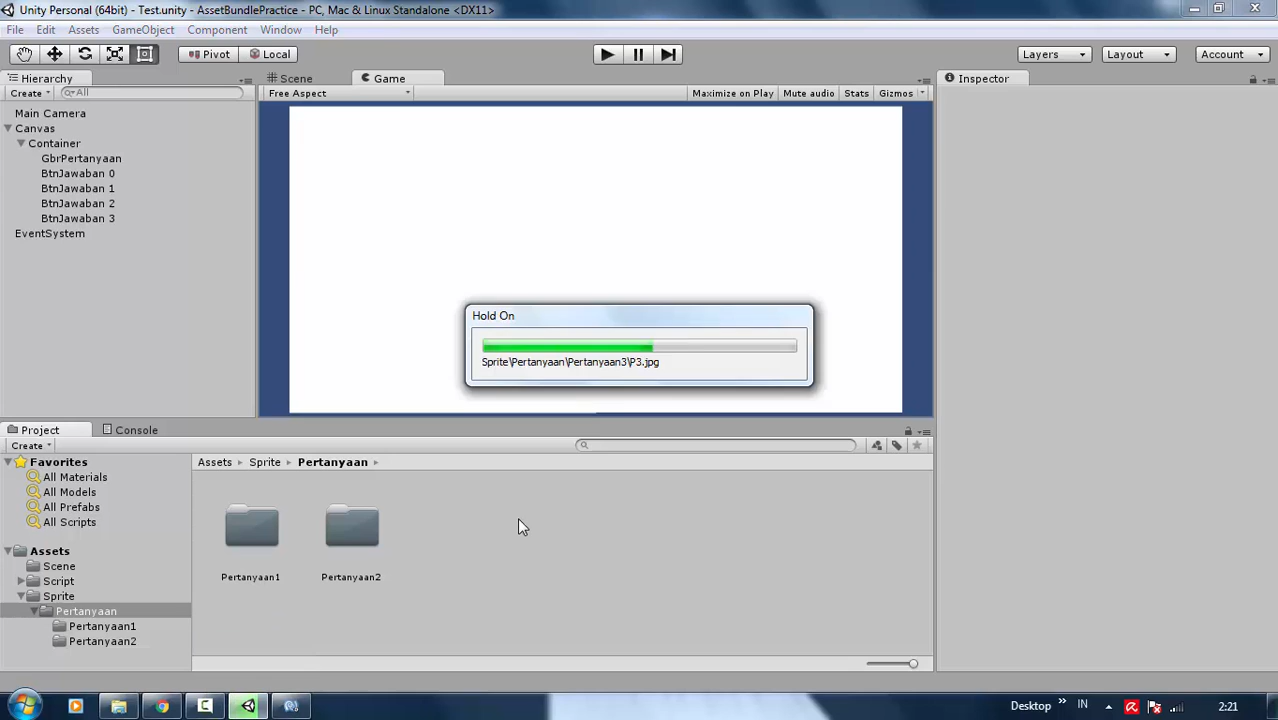 Unity Personal (64bit) - Test.unity - AssetBundlePractice - PC, Mac & Linux Standalone <DX11>
File Edit Assets GameObject Component Window Help
Pivot Local Layers Layout Account
Hierarchy Scene Game Inspector
Create All Free Aspect Maximize on Play Mute audio Stats Gizmos
Main Camera
Canvas
Container
GbrPertanyaan
BtnJawaban 0
BtnJawaban 1
BtnJawaban 2
BtnJawaban 3
EventSystem
Hold On
Sprite\Pertanyaan\Pertanyaan3\P3.jpg
Project Console
Create
Favorites
All Materials
All Models
All Prefabs
All Scripts
Assets
Scene
Script
Sprite
Pertanyaan
Pertanyaan1
Pertanyaan2
Assets Sprite Pertanyaan
Pertanyaan1 Pertanyaan2
Desktop IN 2:21